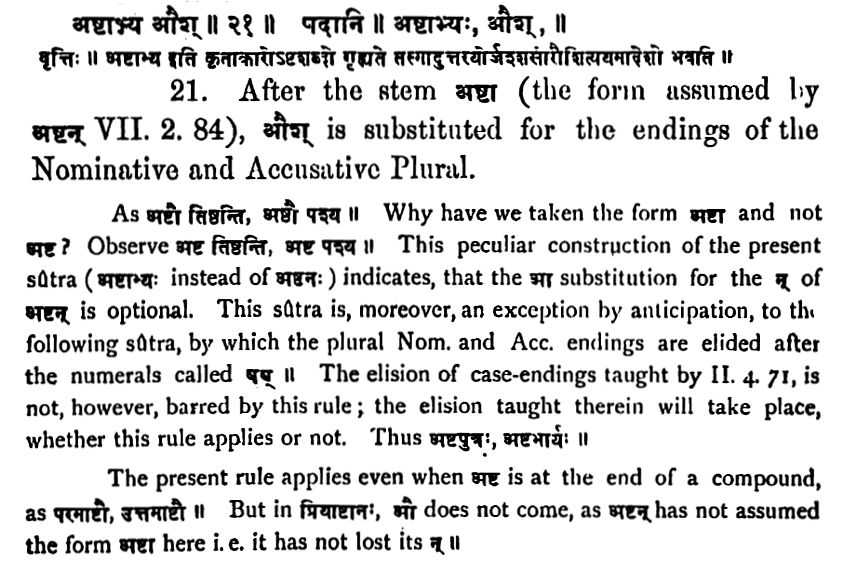 अष्टाभ्य औश् ॥ २१ ॥ पदानि ॥ अष्टाभ्यः, औश्, ॥
वृत्तिः ॥ अष्टाभ्य इति कृताकारोऽष्टशब्दो गृह्यते तस्मादुत्तरयोर्जश्शसोरौशित्ययमादेशो भवति ॥
21. After the stem अष्टा (the form assumed by
अष्टन् VII. 2. 84), औश् is substituted for the endings of the
Nominative and Accusative Plural.
As अष्टौ तिष्ठन्ति, अष्टौ पश्य ॥ Why have we taken the form अष्टा and not
अष्ट ? Observe अष्ट तिष्ठन्ति, अष्ट पश्य ॥ This peculiar construction of the present
sûtra ( अष्टाभ्यः instead of अष्टनः ) indicates, that the आ substitution for the न् of
अष्टन् is optional. This sûtra is, moreover, an exception by anticipation, to the
following sûtra, by which the plural Nom. and Acc. endings are elided after
the numerals called षष् ॥ The elision of case-endings taught by II. 4. 71, is
not, however, barred by this rule ; the elision taught therein will take place,
whether this rule applies or not. Thus अष्टपुत्रः, अष्टभार्यः ॥
The present rule applies even when अष्ट is at the end of a compound,
as परमाष्टौ, उत्तमाष्टौ ॥ But in प्रियाष्टानः, औ does not come, as अष्टन् has not assumed
the form अष्टा here i. e. it has not lost its न् ॥